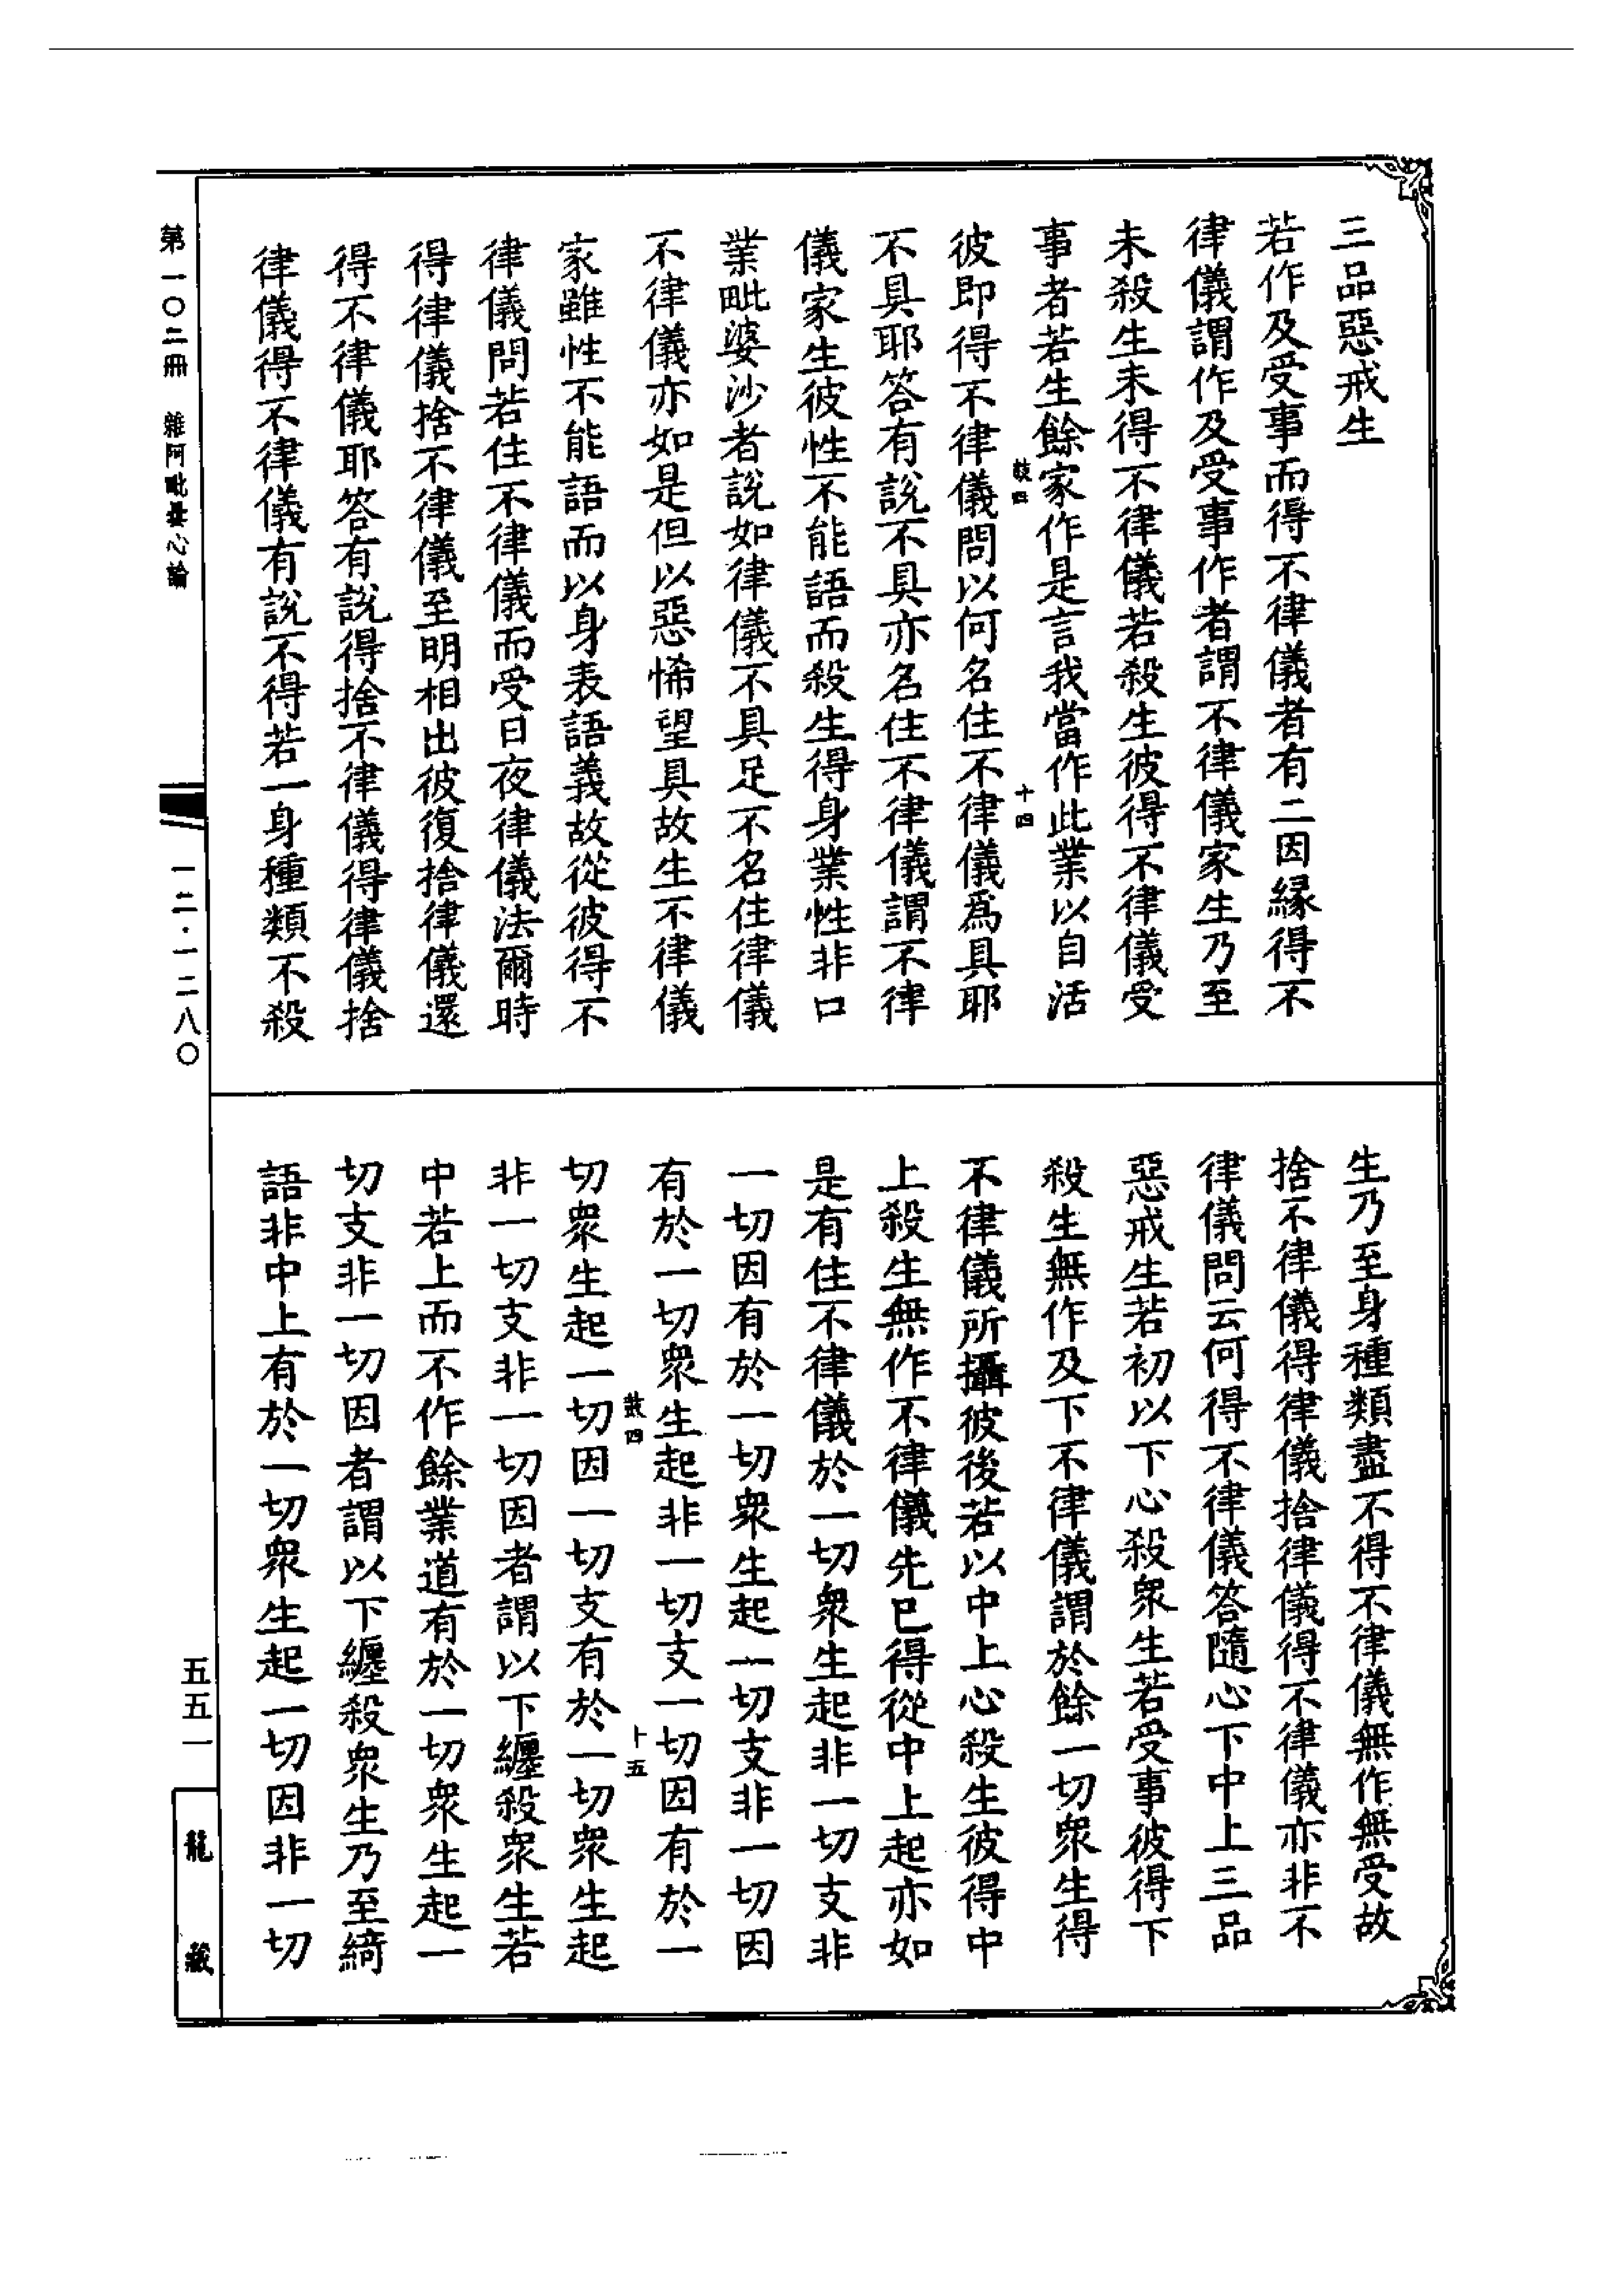 三品惡戒生
若作及受事而得不律儀者有二因緣得不
律儀謂作及受事作者謂不律儀家生乃至
未殺生未得不律儀若殺生彼得不律儀受
事者若生餘家作是言我當作此業以自活
鼓四 十四
彼即得不律儀問以何名住不律儀爲具耶
不具耶答有說不具亦名住不律儀謂不律
儀家生彼性不能語而殺生得身業性非口
業毗婆沙者說如律儀不具足不名住律儀
不律儀亦如是但以惡悕望具故生不律儀
家雖性不能語而以身表語義故從彼得不
律儀問若住不律儀而受日夜律儀法爾時
得律儀捨不律儀至明相出彼復捨律儀還
得不律儀耶答有說得捨不律儀得律儀捨
律儀得不律儀有說不得若一身種類不殺
生乃至身種類盡不得不律儀無作無受故
捨不律儀得律儀捨律儀得不律儀亦非不
律儀問云何得不律儀答隨心下中上三品
惡戒生若初以下心殺衆生若受事彼得下
殺生無作及下不律儀謂於餘一切衆生得
不律儀所攝彼後若以中上心殺生彼得中
上殺生無作不律儀先已得從中上起亦如
是有住不律儀於一切衆生起非一切支非
一切因有於一切衆生起一切支非一切因
有於一切衆生起非一切支一切因有於一
鼓四 十五
切衆生起一切因一切支有於一切衆生起
非一切支非一切因者謂以下纏殺衆生若
中若上而不作餘業道有於一切衆生起一
切支非一切因者謂以下纏殺衆生乃至綺
語非中上有於一切衆生起一切因非一切
第一〇二冊 雜阿毗曇心論 一二·一二八〇 五五一
龍藏